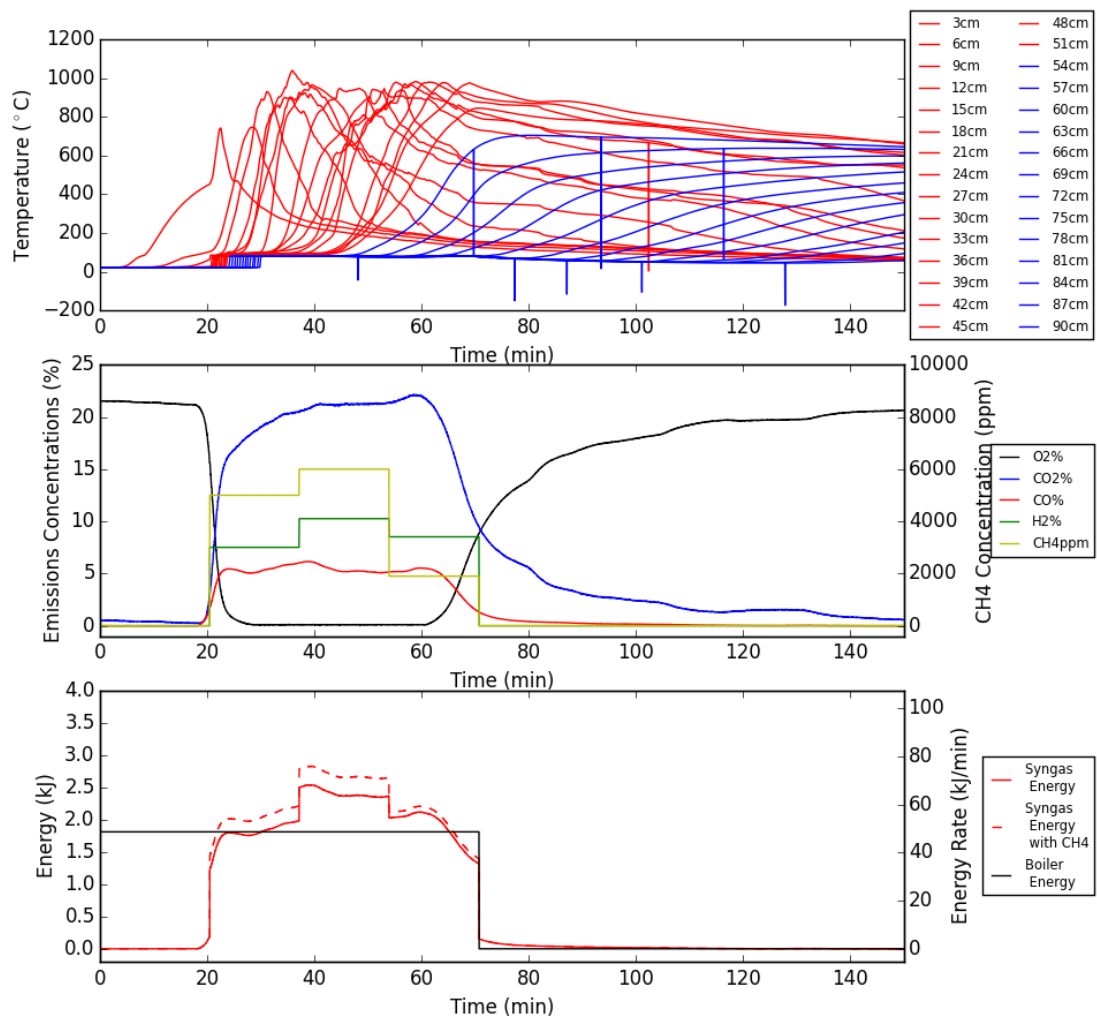 1200
1000
800
600
400
200
0
−200
Temperature (°C)
0 20 40 60 80 100 120 140
Time (min)
3cm 48cm
6cm 51cm
9cm 54cm
12cm 57cm
15cm 60cm
18cm 63cm
21cm 66cm
24cm 69cm
27cm 72cm
30cm 75cm
33cm 78cm
36cm 81cm
39cm 84cm
42cm 87cm
45cm 90cm
25
20
15
10
5
0
Emissions Concentrations (%)
0 20 40 60 80 100 120 140
Time (min)
10000
8000
6000
4000
2000
0
CH4 Concentration (ppm)
O2%
CO2%
CO%
H2%
CH4ppm
4.0
3.5
3.0
2.5
2.0
1.5
1.0
0.5
0.0
Energy (kJ)
0 20 40 60 80 100 120 140
Time (min)
100
80
60
40
20
0
Energy Rate (kJ/min)
Syngas
Energy
Syngas
Energy
with CH4
Boiler
Energy